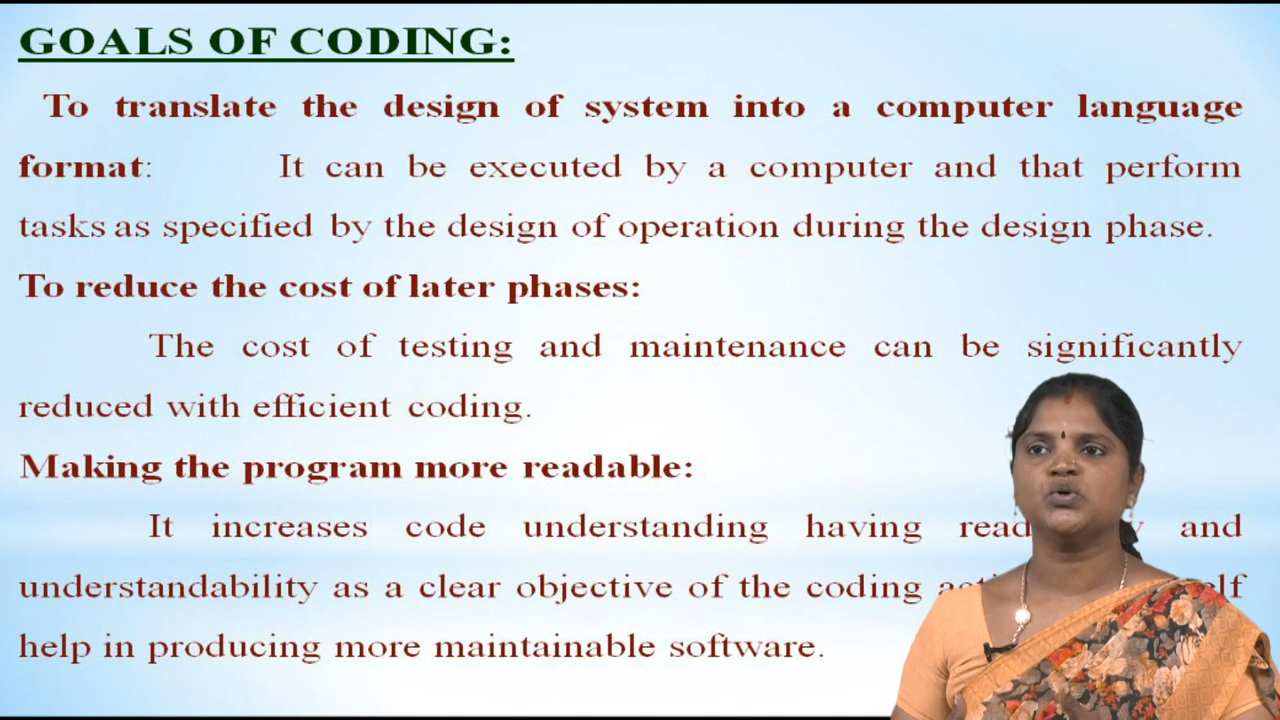 GOALS OF CODING:
To translate the design of system into a computer language
format: It can be executed by a computer and that perform
tasks as specified by the design of operation during the design phase.
To reduce the cost of later phases:
The cost of testing and maintenance can be significantly
reduced with efficient coding.
Making the program more readable:
It increases code understanding having and
understandability as a clear objective of the coding
help in producing more maintainable software.